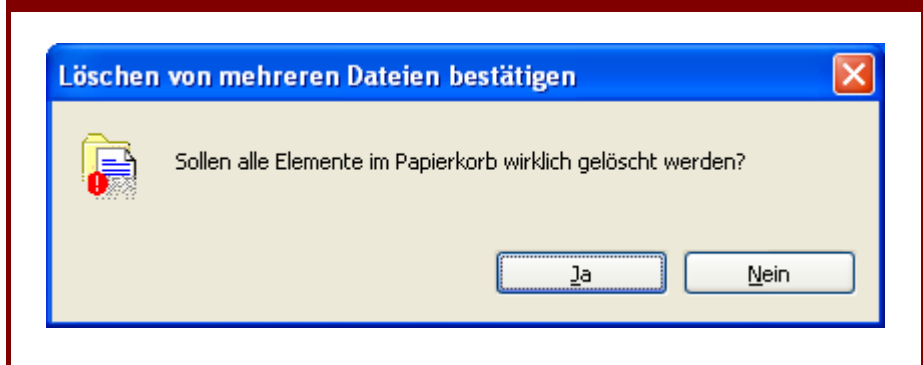 Löschen von mehreren Dateien bestätigen
Sollen alle Elemente im Papierkorb wirklich gelöscht werden?
Ja
Nein